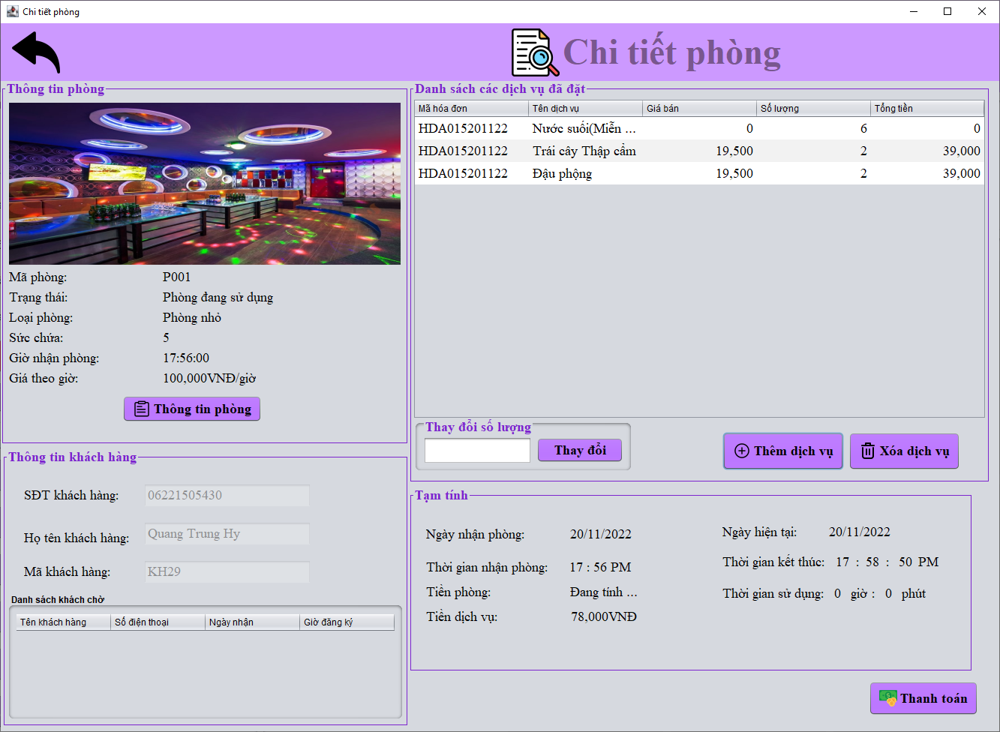 Chi tiết phòng
Chi tiết phòng
Thông tin phòng
Mã phòng: P001
Trạng thái: Phòng đang sử dụng
Loại phòng: Phòng nhỏ
Sức chứa: 5
Giờ nhận phòng: 17:56:00
Giá theo giờ: 100,000VNĐ/giờ
Thông tin phòng
Thông tin khách hàng
SĐT khách hàng: 06221505430
Họ tên khách hàng: Quang Trung Hy
Mã khách hàng: KH29
Danh sách khách chờ
Tên khách hàng Số điện thoại Ngày nhận Giờ đăng ký
Danh sách các dịch vụ đã đặt
Mã hóa đơn Tên dịch vụ Giá bán Số lượng Tổng tiền
HDA015201122 Nước suối(Miễn ... 0 6 0
HDA015201122 Trái cây Thập cẩm 19,500 2 39,000
HDA015201122 Đậu phộng 19,500 2 39,000
Thay đổi số lượng
Thay đổi
Thêm dịch vụ
Xóa dịch vụ
Tạm tính
Ngày nhận phòng: 20/11/2022
Thời gian nhận phòng: 17 : 56 PM
Tiền phòng: Đang tính ...
Tiền dịch vụ: 78,000VNĐ
Ngày hiện tại: 20/11/2022
Thời gian kết thúc: 17 : 58 : 50 PM
Thời gian sử dụng: 0 giờ : 0 phút
Thanh toán